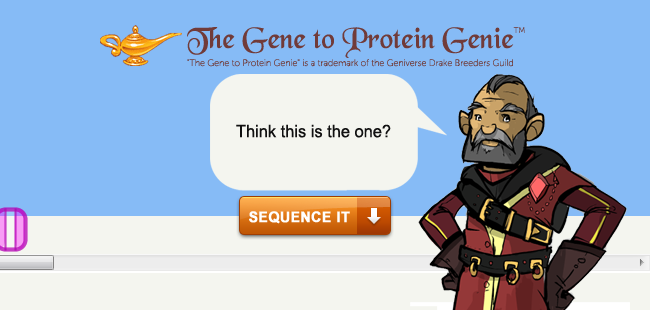 The Gene to Protein Genie™
"The Gene to Protein Genie" is a trademark of the Geniverse Drake Breeders Guild
Think this is the one?
SEQUENCE IT